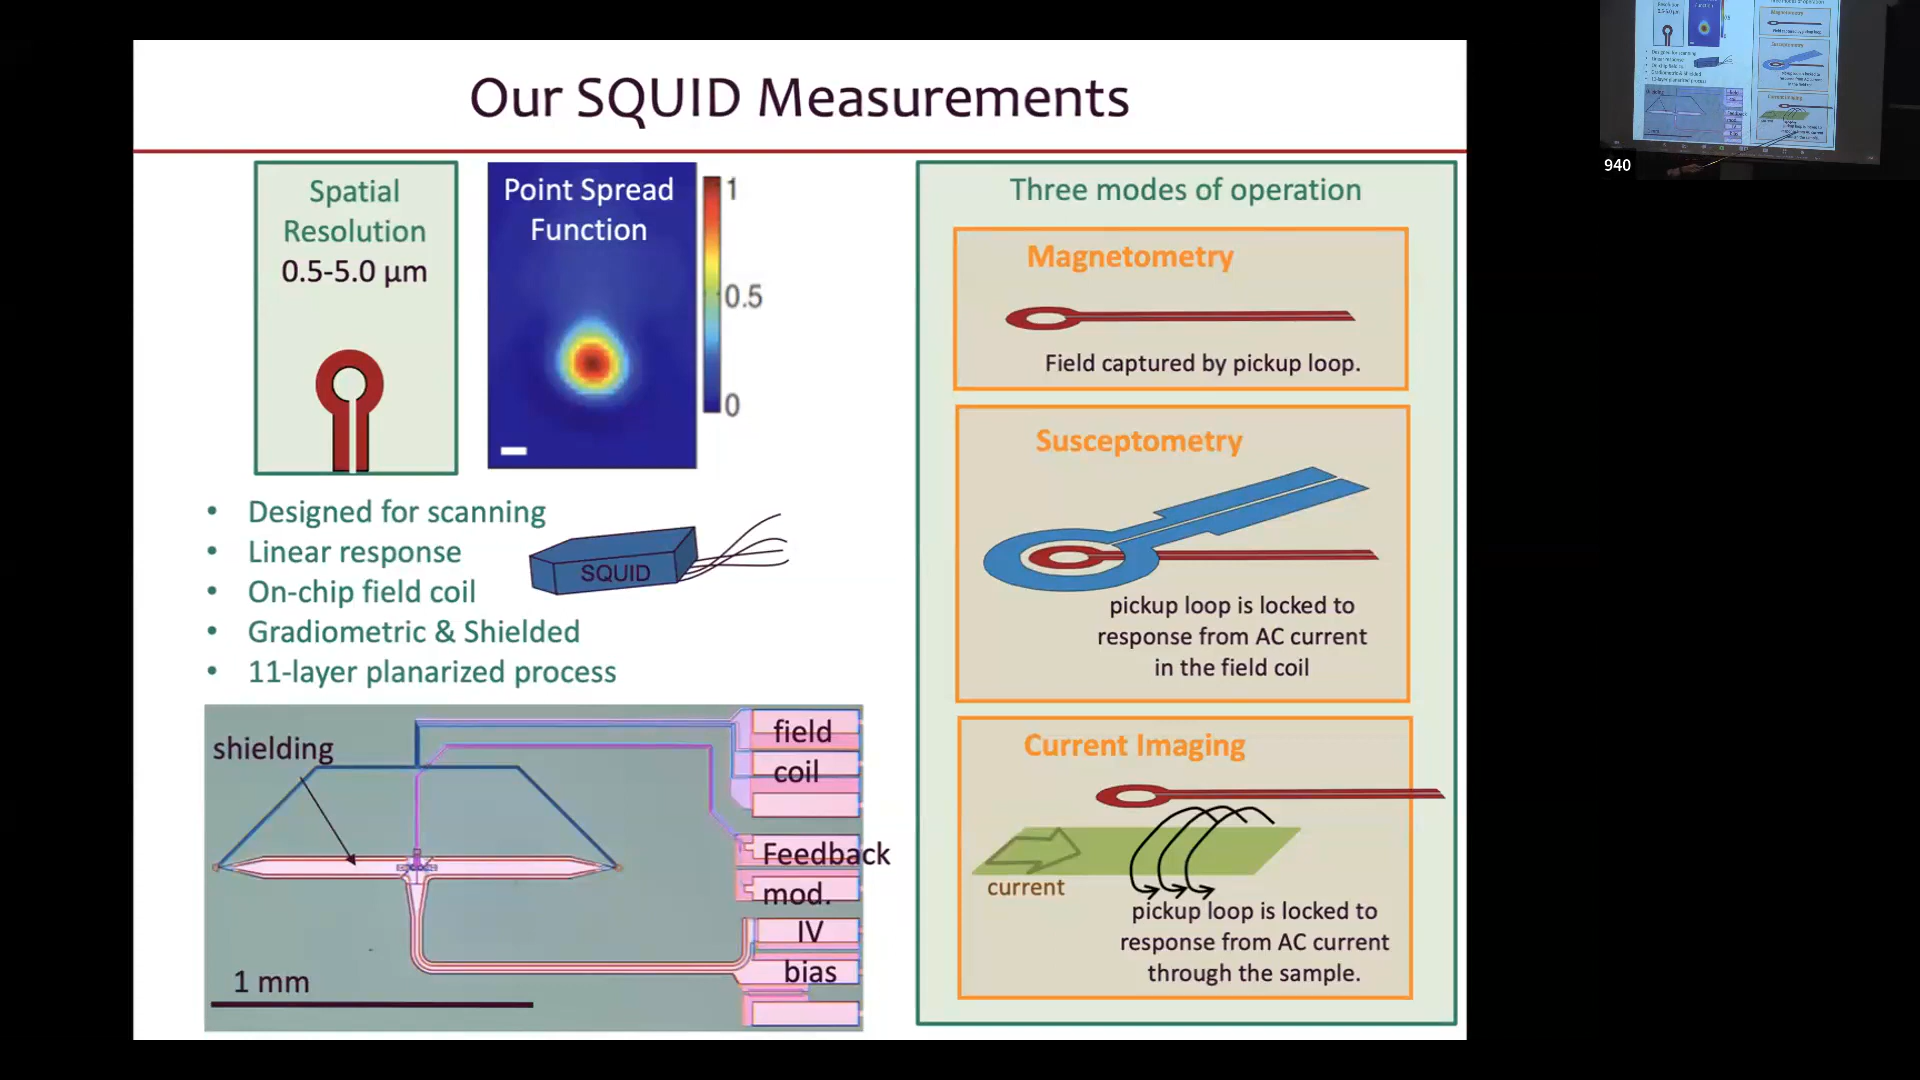 Our SQUID Measurements
Spatial
Resolution
0.5-5.0 µm
Point Spread
Function
1
0.5
0
• Designed for scanning
• Linear response
• On-chip field coil
• Gradiometric & Shielded
• 11-layer planarized process
SQUID
shielding
field
coil
Feedback
mod.
IV
bias
1 mm
Three modes of operation
Magnetometry
Field captured by pickup loop.
Susceptometry
pickup loop is locked to
response from AC current
in the field coil
Current Imaging
current
pickup loop is locked to
response from AC current
through the sample.
940